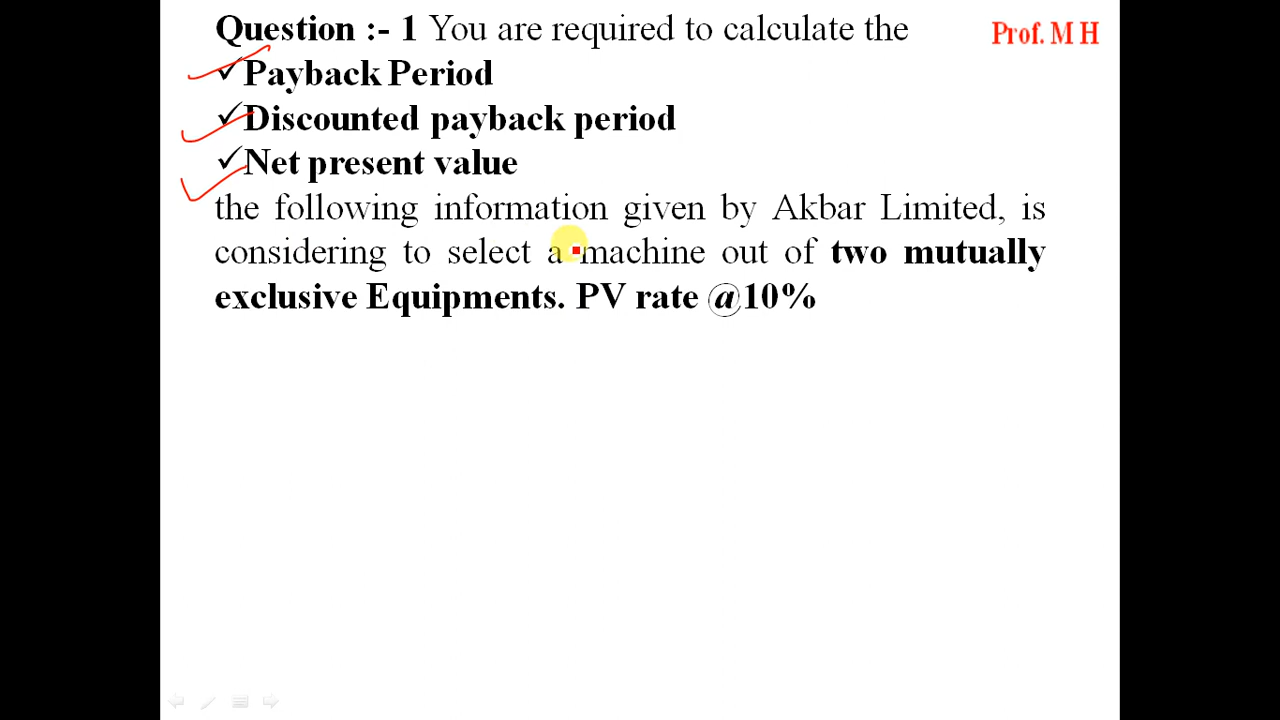 Question :- 1 You are required to calculate the
Prof. M H
✓Payback Period
✓Discounted payback period
✓Net present value
the following information given by Akbar Limited, is
considering to select a machine out of two mutually
exclusive Equipments. PV rate @10%